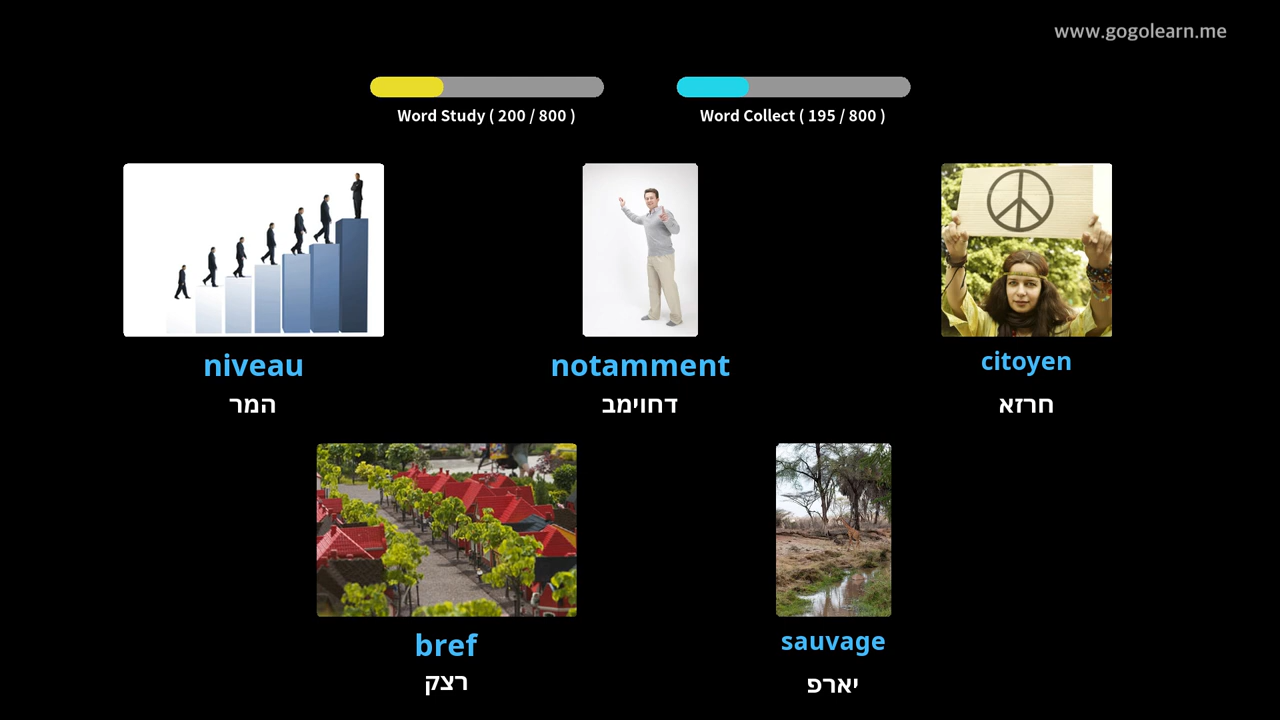 www.gogolearn.me
Word Study ( 200 / 800 )
Word Collect ( 195 / 800 )
niveau
המר
notamment
דחוימב
citoyen
חרזא
bref
רצק
sauvage
יארפ